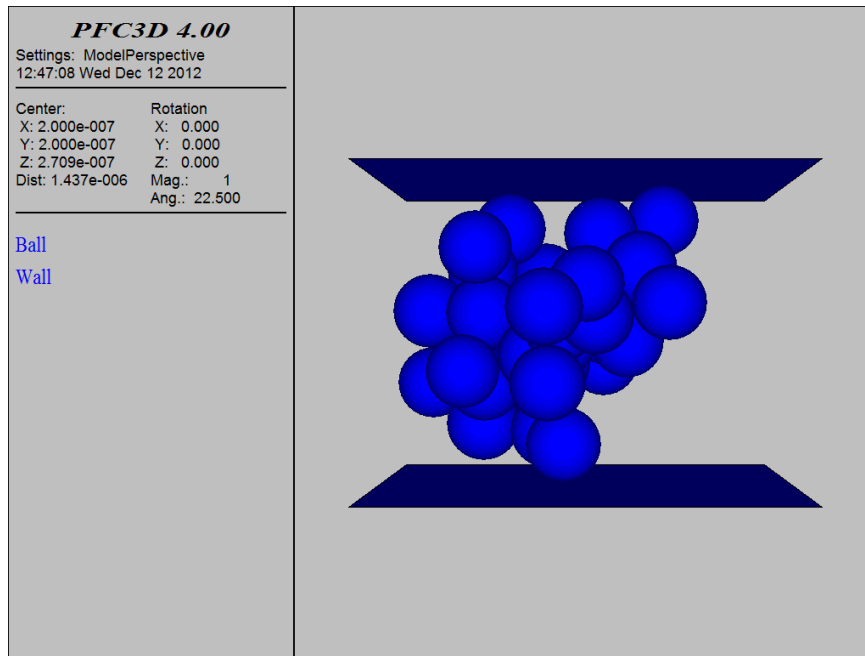 PFC3D 4.00
Settings: ModelPerspective
12:47:08 Wed Dec 12 2012
Center: Rotation
X: 2.000e-007 X: 0.000
Y: 2.000e-007 Y: 0.000
Z: 2.709e-007 Z: 0.000
Dist: 1.437e-006 Mag.: 1
Ang.: 22.500
Ball
Wall